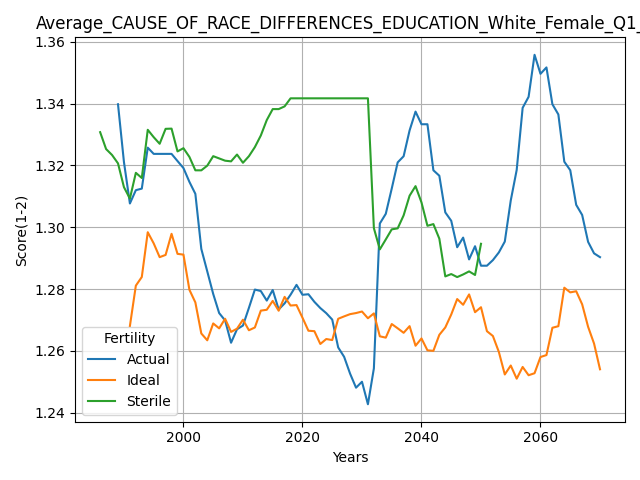 Average_CAUSE_OF_RACE_DIFFERENCES_EDUCATION_White_Female_Q1_
1.36
1.34
1.32
1.30
1.28
1.26
1.24
Score(1-2)
Fertility
Actual
Ideal
Sterile
2000 2020 2040 2060
Years